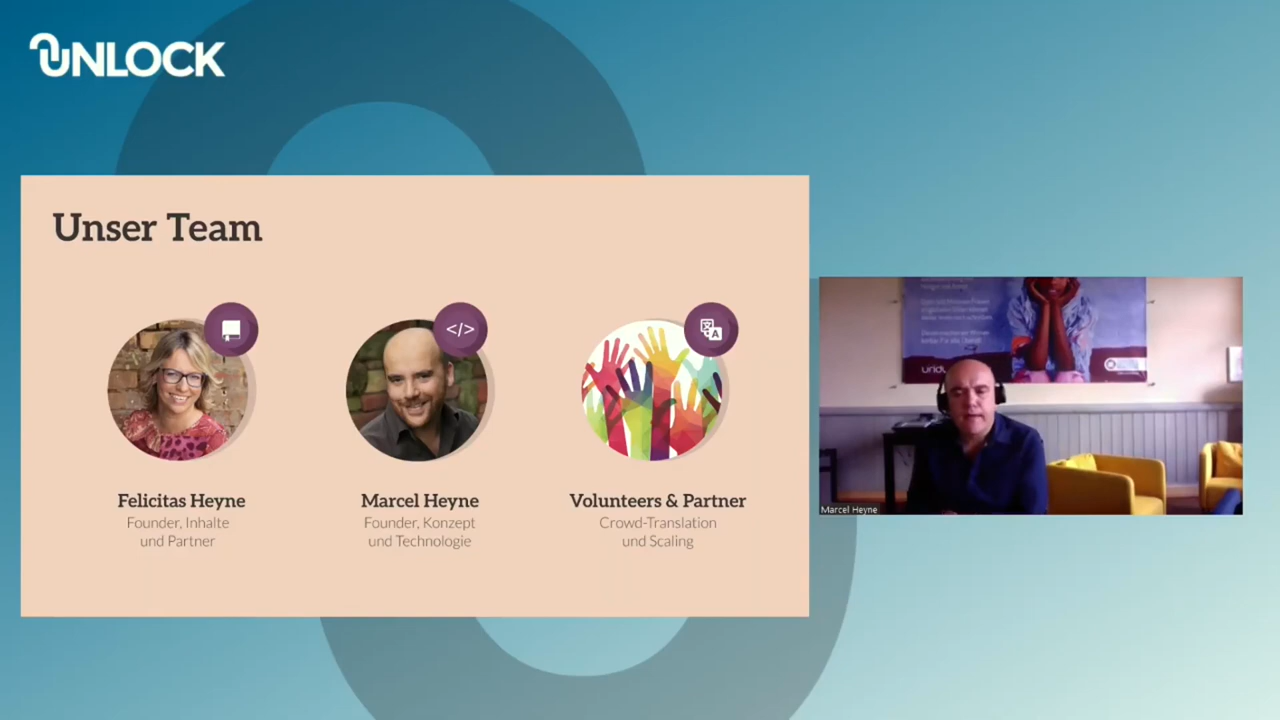 UNLOCK
Unser Team
</>
Felicitas Heyne
Founder, Inhalte
und Partner
Marcel Heyne
Founder, Konzept
und Technologie
Volunteers & Partner
Crowd-Translation
und Scaling
Marcel Heyne